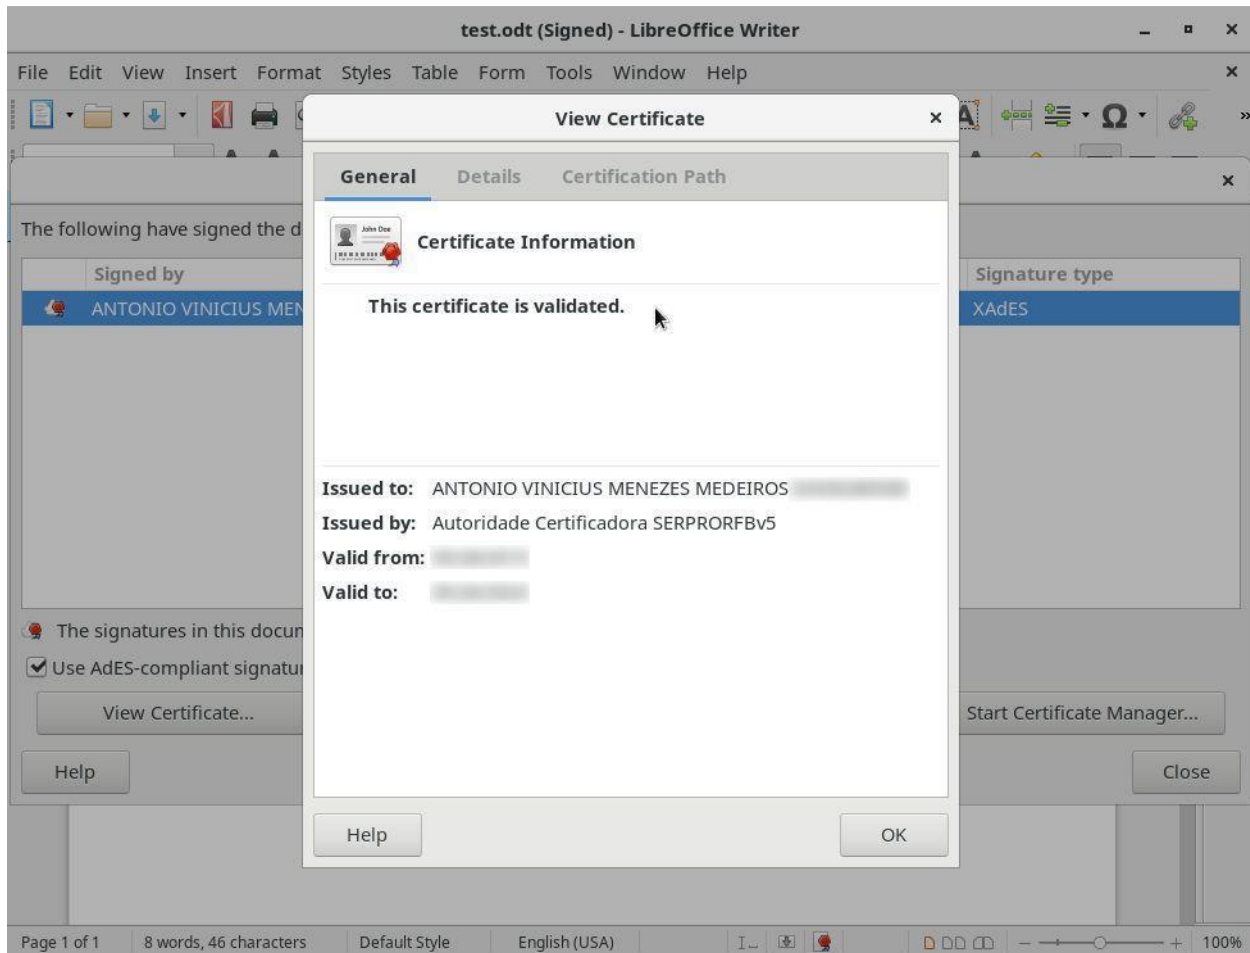 test.odt (Signed) - LibreOffice Writer
File Edit View Insert Format Styles Table Form Tools Window Help
View Certificate
General Details Certification Path
The following have signed the d
John Doe
Certificate Information
Signed by
Signature type
This certificate is validated.
ANTONIO VINICIUS MEN
XAdES
Issued to: ANTONIO VINICIUS MENEZES MEDEIROS
Issued by: Autoridade Certificadora SERPRORFBv5
Valid from:
Valid to:
The signatures in this docum
Use AdES-compliant signatu
View Certificate...
Start Certificate Manager...
Help
Close
Help
OK
Page 1 of 1 8 words, 46 characters Default Style English (USA) 100%